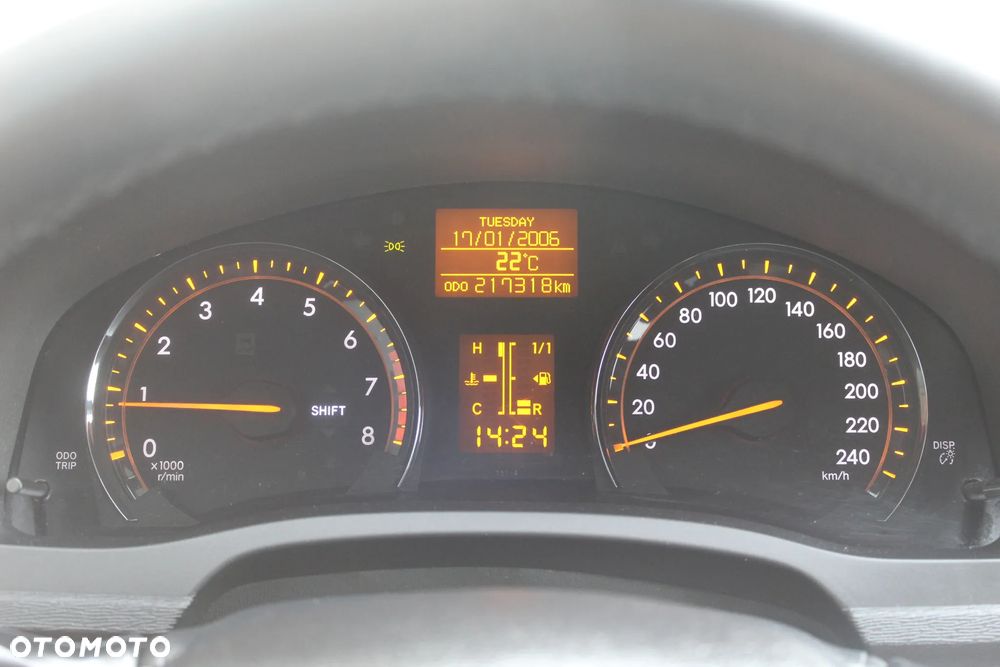 TUESDAY
17/01/2006
22°C
ODO 217318km
0 1 2 3 4 5 6 7 8
SHIFT
x1000
r/min
H 1/1
C R
14:24
20 40 60 80 100 120 140 160 180 200 220 240
km/h
ODO
TRIP
DISP
OTOMOTO